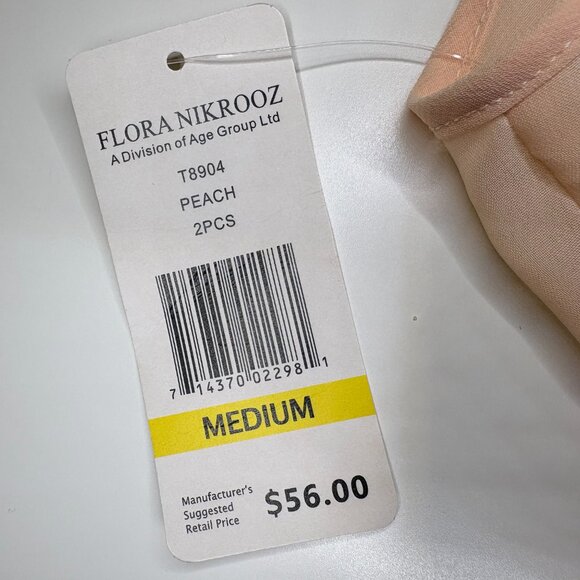 FLORA NIKROOZ
A Division of Age Group Ltd
T8904
PEACH
2PCS
7 14370 02298 1
MEDIUM
Manufacturer's
Suggested
Retail Price
$56.00